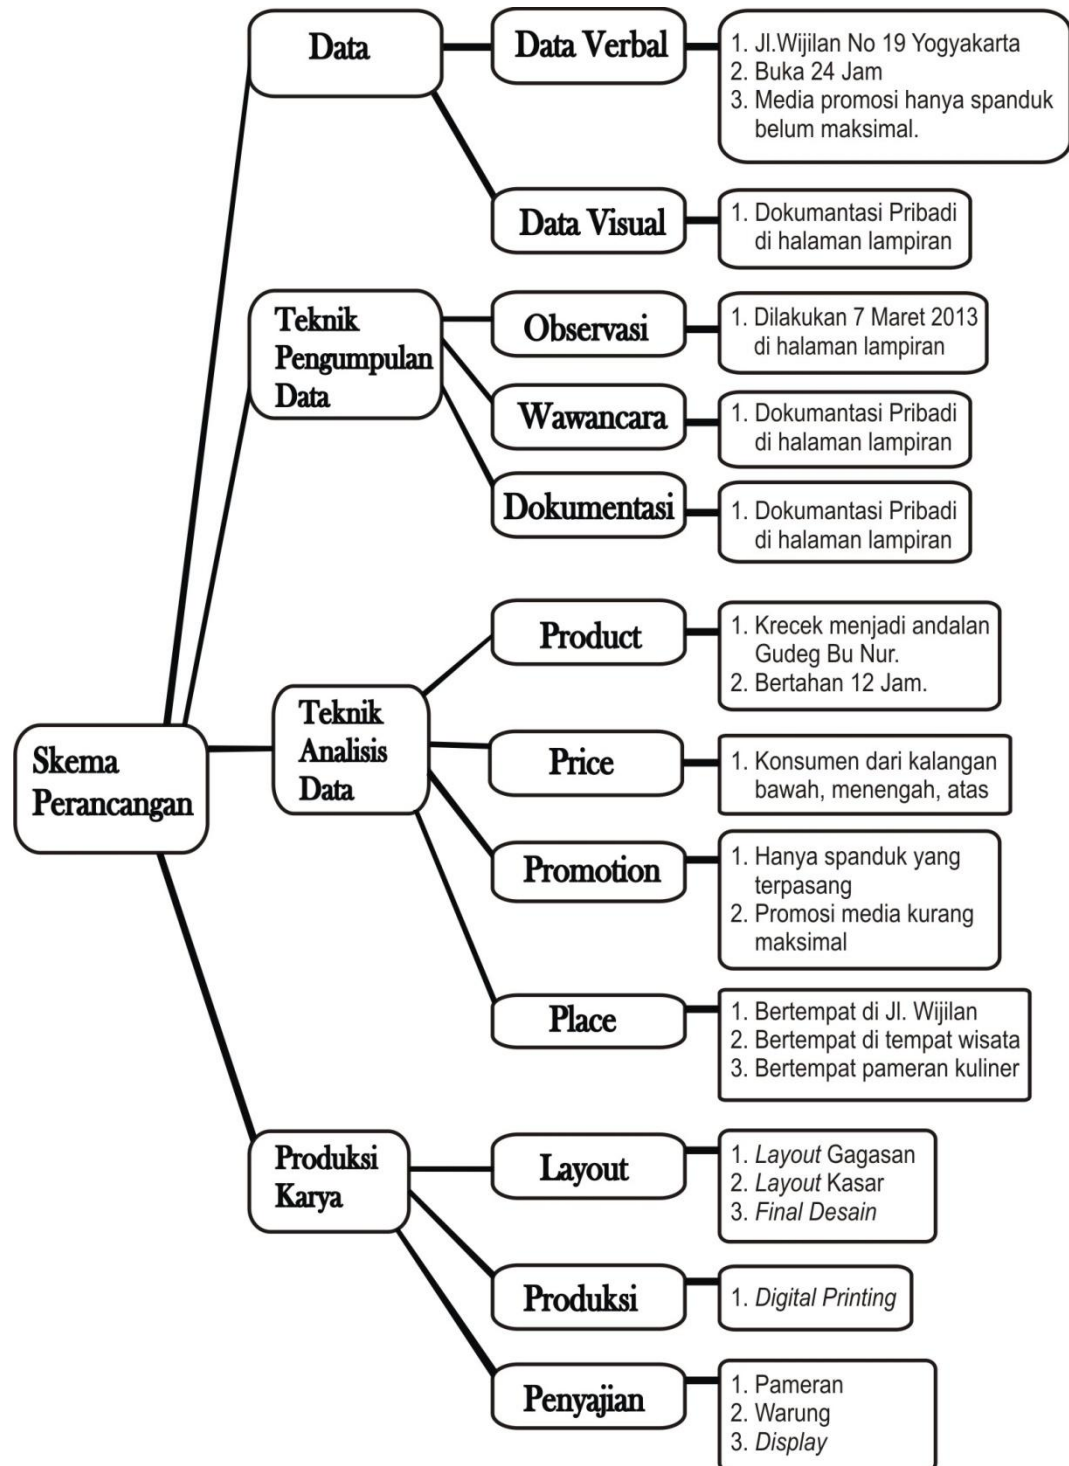 Data
Data Verbal
1. Jl.Wijilan No 19 Yogyakarta
2. Buka 24 Jam
3. Media promosi hanya spanduk
belum maksimal.
Data Visual
1. Dokumantasi Pribadi
di halaman lampiran
Teknik
Pengumpulan
Data
Observasi
1. Dilakukan 7 Maret 2013
di halaman lampiran
Wawancara
1. Dokumantasi Pribadi
di halaman lampiran
Dokumentasi
1. Dokumantasi Pribadi
di halaman lampiran
Skema
Perancangan
Teknik
Analisis
Data
Product
1. Krecek menjadi andalan
Gudeg Bu Nur.
2. Bertahan 12 Jam.
Price
1. Konsumen dari kalangan
bawah, menengah, atas
Promotion
1. Hanya spanduk yang
terpasang
2. Promosi media kurang
maksimal
Place
1. Bertempat di Jl. Wijilan
2. Bertempat di tempat wisata
3. Bertempat pameran kuliner
Produksi
Karya
Layout
1. Layout Gagasan
2. Layout Kasar
3. Final Desain
Produksi
1. Digital Printing
Penyajian
1. Pameran
2. Warung
3. Display